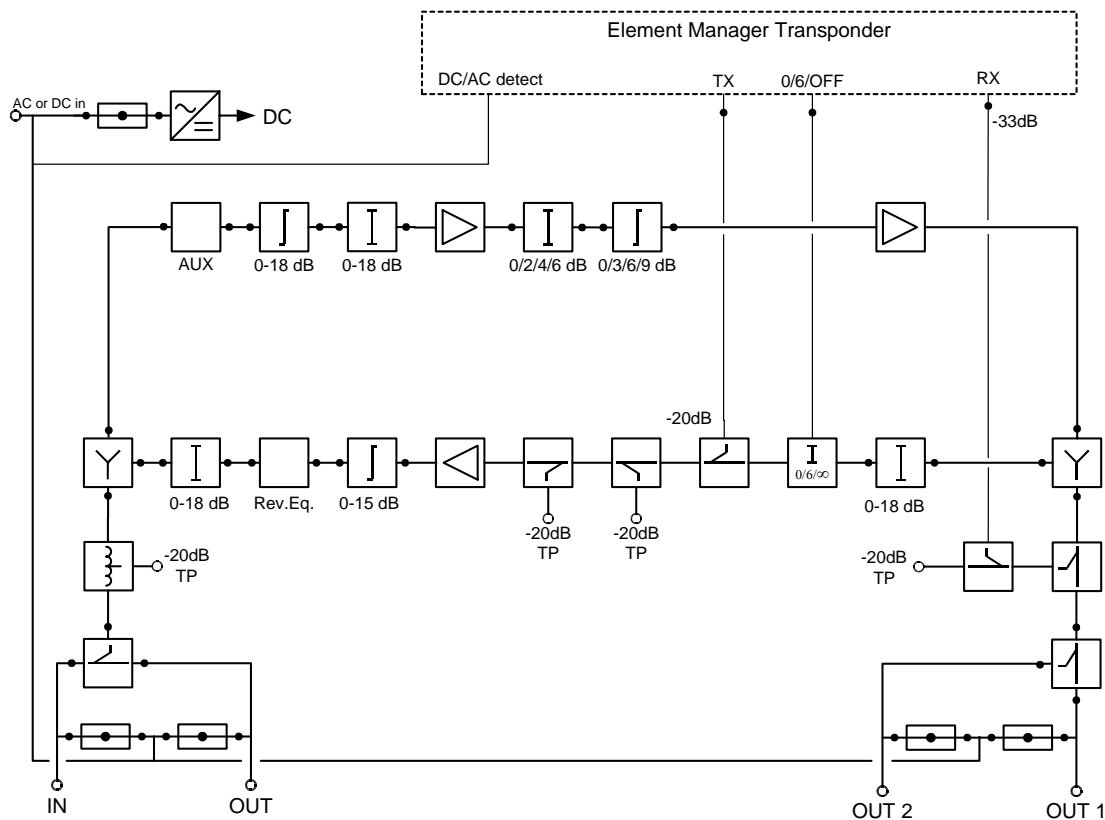 Element Manager Transponder
DC/AC detect
TX
0/6/OFF
RX
AC or DC in
DC
-33dB
AUX
0-18 dB
0-18 dB
0/2/4/6 dB
0/3/6/9 dB
-20dB
0/6/∞
0-18 dB
Rev.Eq.
0-15 dB
0-18 dB
-20dB
TP
-20dB
TP
-20dB
TP
-20dB
TP
IN
OUT
OUT 2
OUT 1